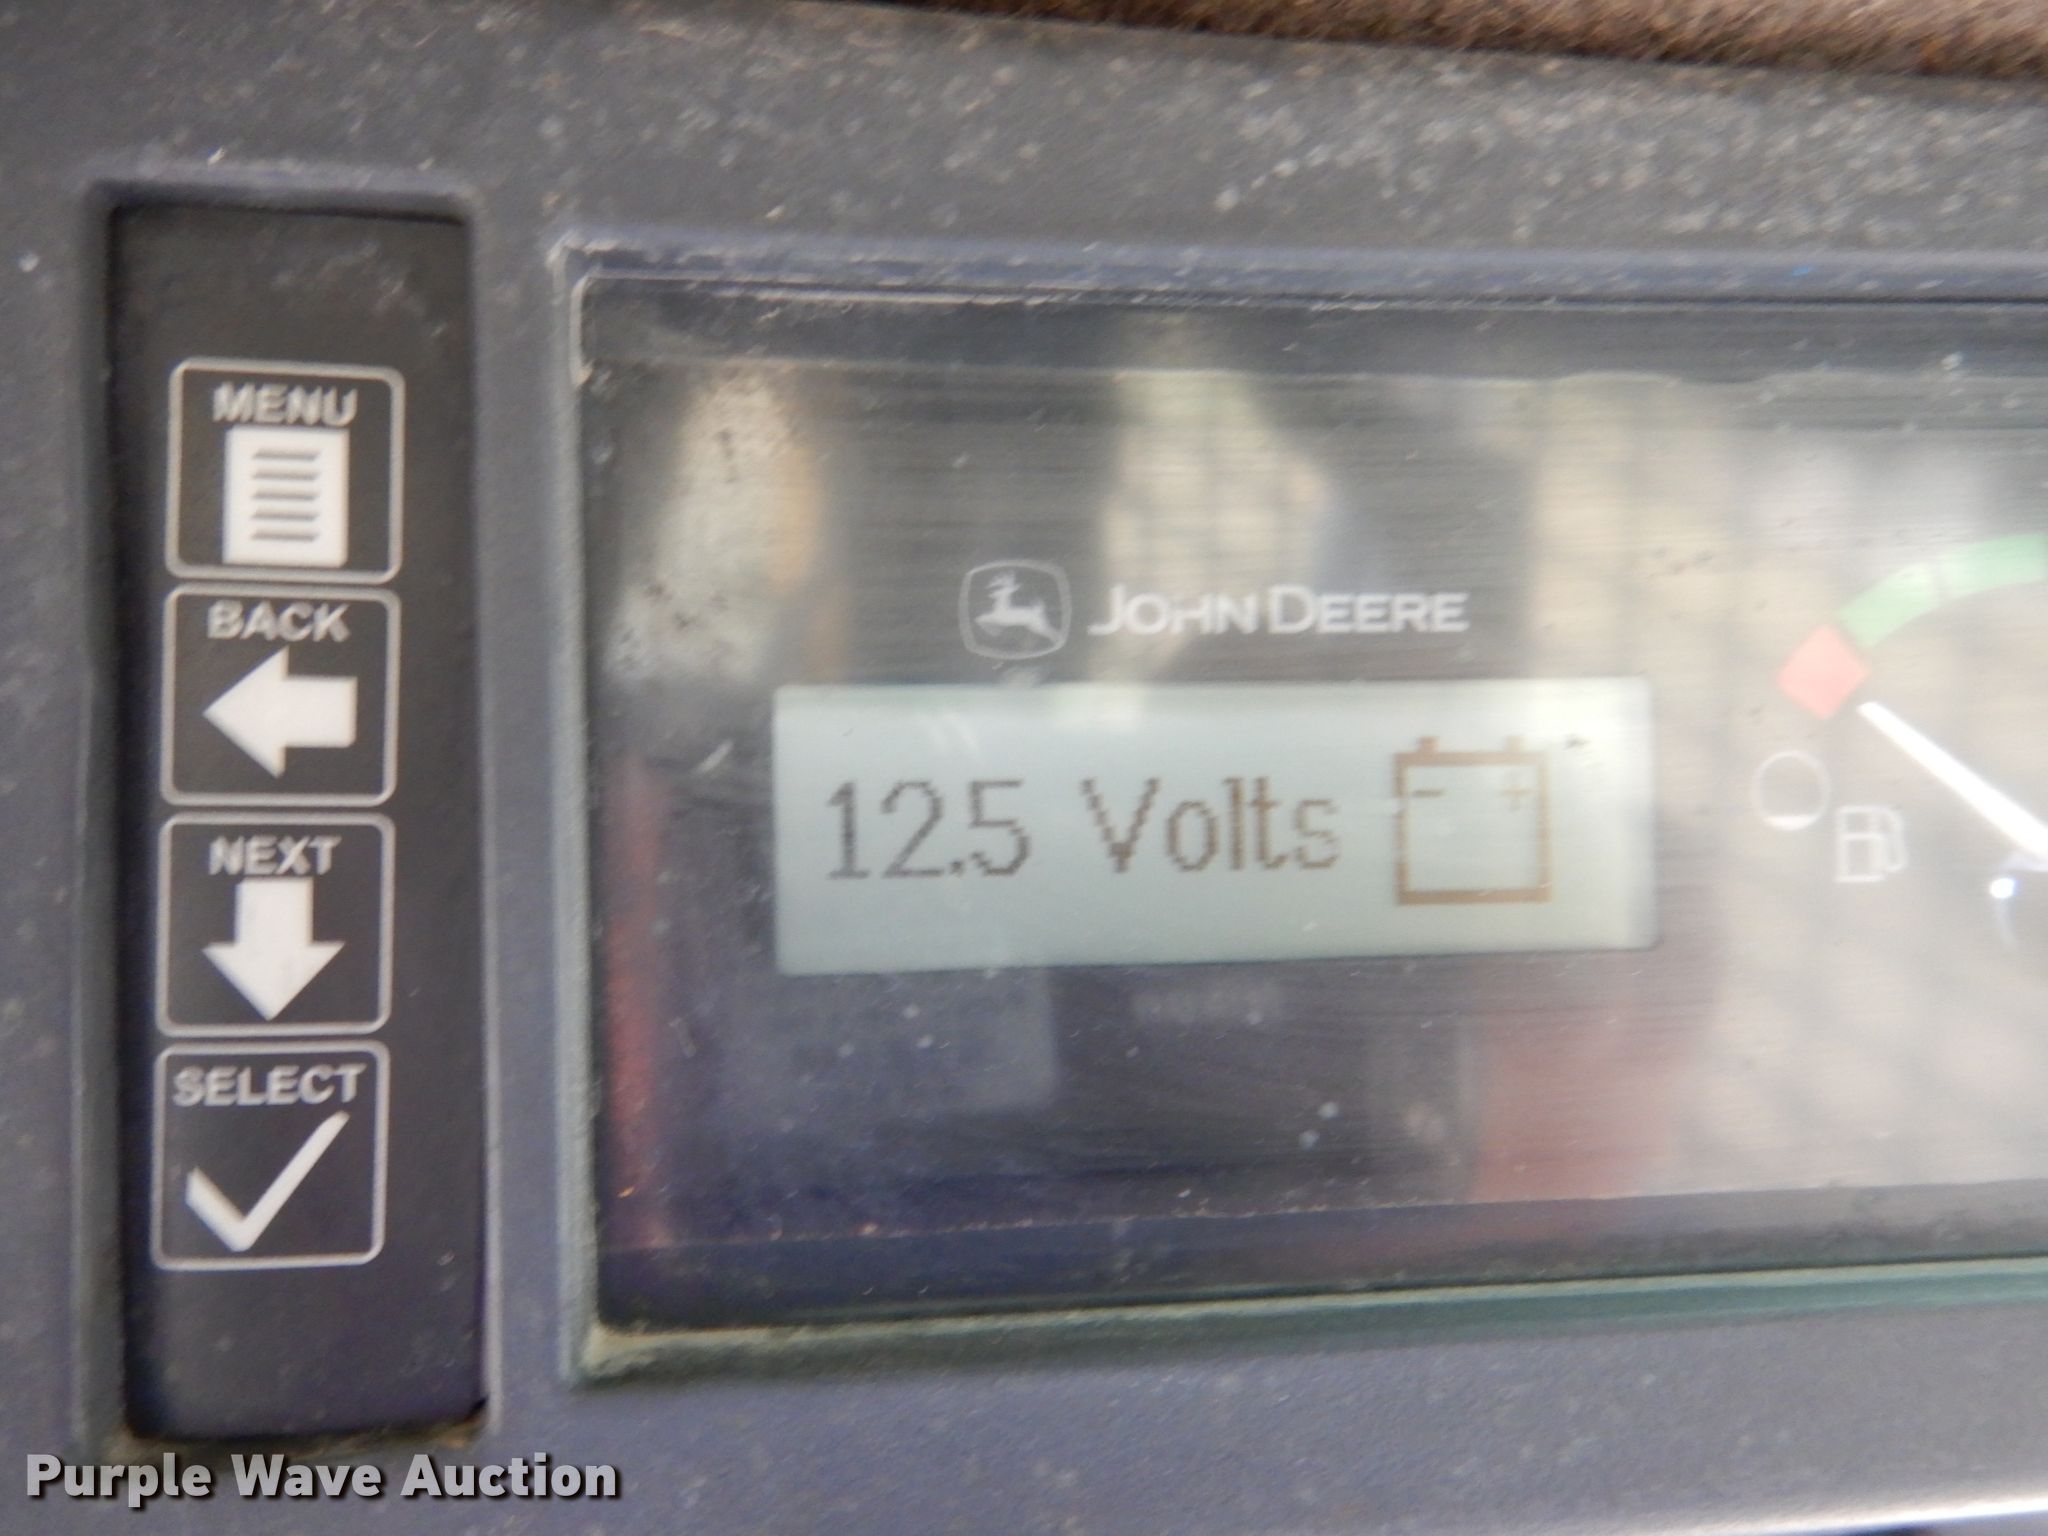 MENU
BACK
NEXT
SELECT
JOHN DEERE
12.5 Volts
- +
Purple Wave Auction